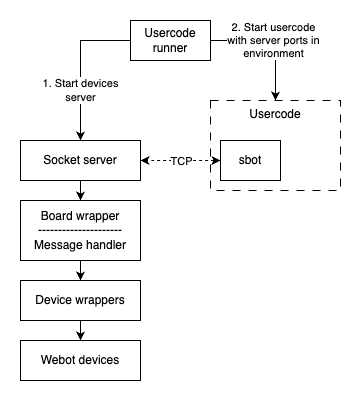 Usercode
runner
2. Start usercode
with server ports in
environment
1. Start devices
server
Usercode
Socket server
TCP
sbot
Board wrapper
----------------------
Message handler
Device wrappers
Webot devices